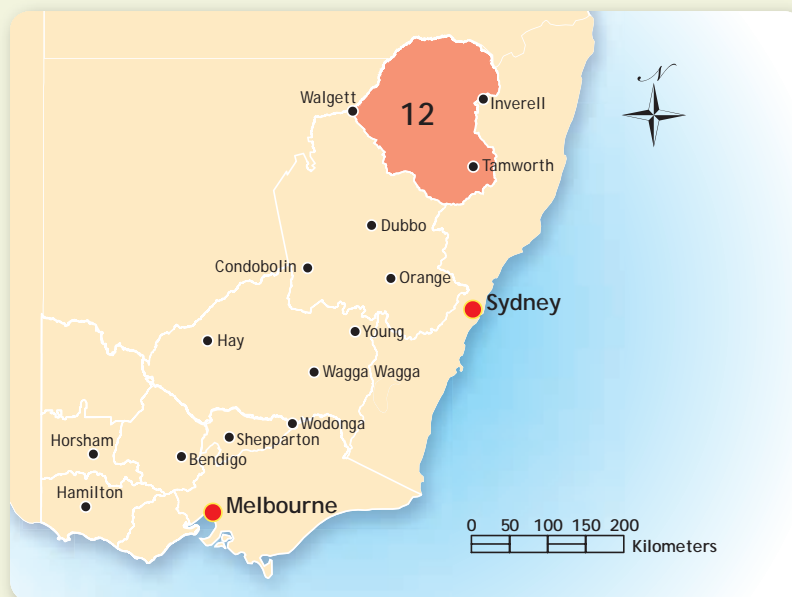 N
Walgett
12
Inverell
Tamworth
Dubbo
Condobolin
Orange
Sydney
Young
Hay
Wagga Wagga
Wodonga
Shepparton
Horsham
Bendigo
Hamilton
Melbourne
0 50 100 150 200
Kilometers